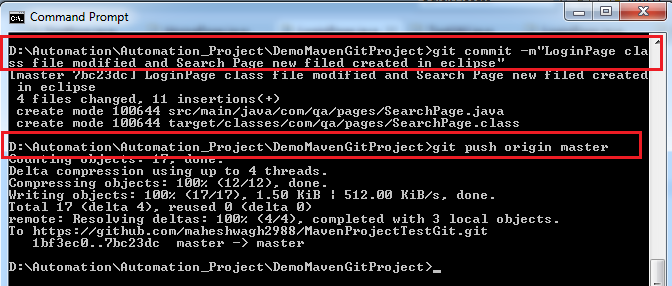 Command Prompt
D:\Automation\Automation_Project\DemoMavenGitProject>git commit -m"LoginPage cla
ss file modified and Search Page new filed created in eclipse"
[master 7bc23dc] LoginPage class file modified and Search Page new filed created
 in eclipse
 4 files changed, 11 insertions(+)
 create mode 100644 src/main/java/com/qa/pages/SearchPage.java
 create mode 100644 target/classes/com/qa/pages/SearchPage.class
D:\Automation\Automation_Project\DemoMavenGitProject>git push origin master
Counting objects: 17, done.
Delta compression using up to 4 threads.
Compressing objects: 100% (12/12), done.
Writing objects: 100% (17/17), 1.50 KiB ¦ 512.00 KiB/s, done.
Total 17 (delta 4), reused 0 (delta 0)
remote: Resolving deltas: 100% (4/4), completed with 3 local objects.
To https://github.com/maheshwagh2988/MavenProjectTestGit.git
   1bf3ec0..7bc23dc  master -> master
D:\Automation\Automation_Project\DemoMavenGitProject>_